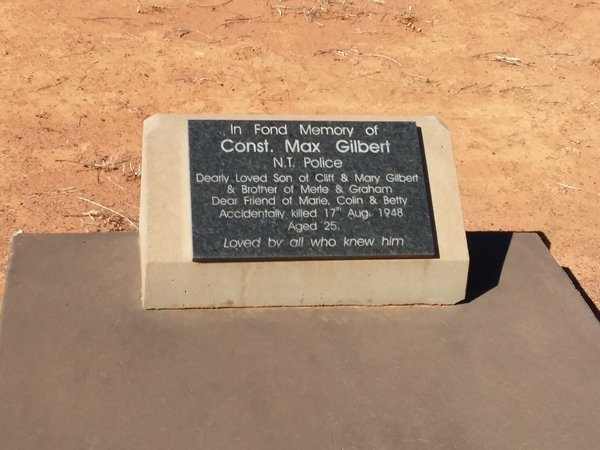 In Fond Memory of
Const. Max Gilbert
N.T. Police
Dearly Loved Son of Cliff & Mary Gilbert
& Brother of Merle & Graham
Dear Friend of Marie, Colin & Betty
Accidentally killed 17th Aug. 1948
Aged 25.
Loved by all who knew him